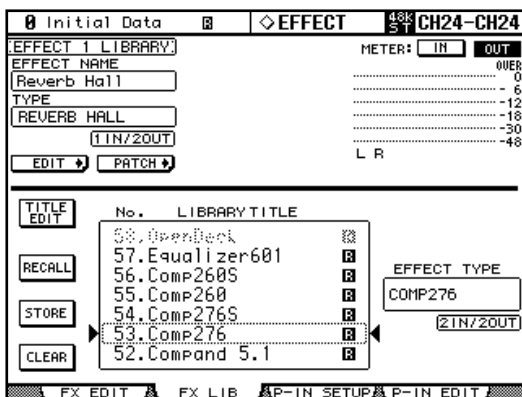 0 Initial Data R ◇EFFECT 48K ST CH24-CH24
EFFECT 1 LIBRARY
METER: IN OUT
EFFECT NAME
OVER
Reverb Hall
0
-6
TYPE
-12
REVERB HALL
-18
-30
1IN/2OUT
-48
L R
EDIT PATCH
TITLE EDIT
No. LIBRARY TITLE
58.OpenDeck R
57.Equalizer601 R
RECALL
EFFECT TYPE
56.Comp260S R
55.Comp260 R
COMP276
STORE
54.Comp276S R
2IN/2OUT
53.Comp276 R
CLEAR
52.Compand 5.1 R
FX EDIT FX LIB P-IN SETUP P-IN EDIT